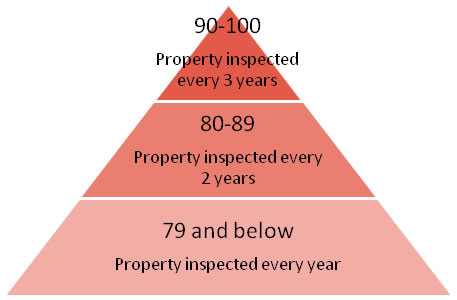 90-100
Property inspected
every 3 years
80-89
Property inspected every
2 years
79 and below
Property inspected every year